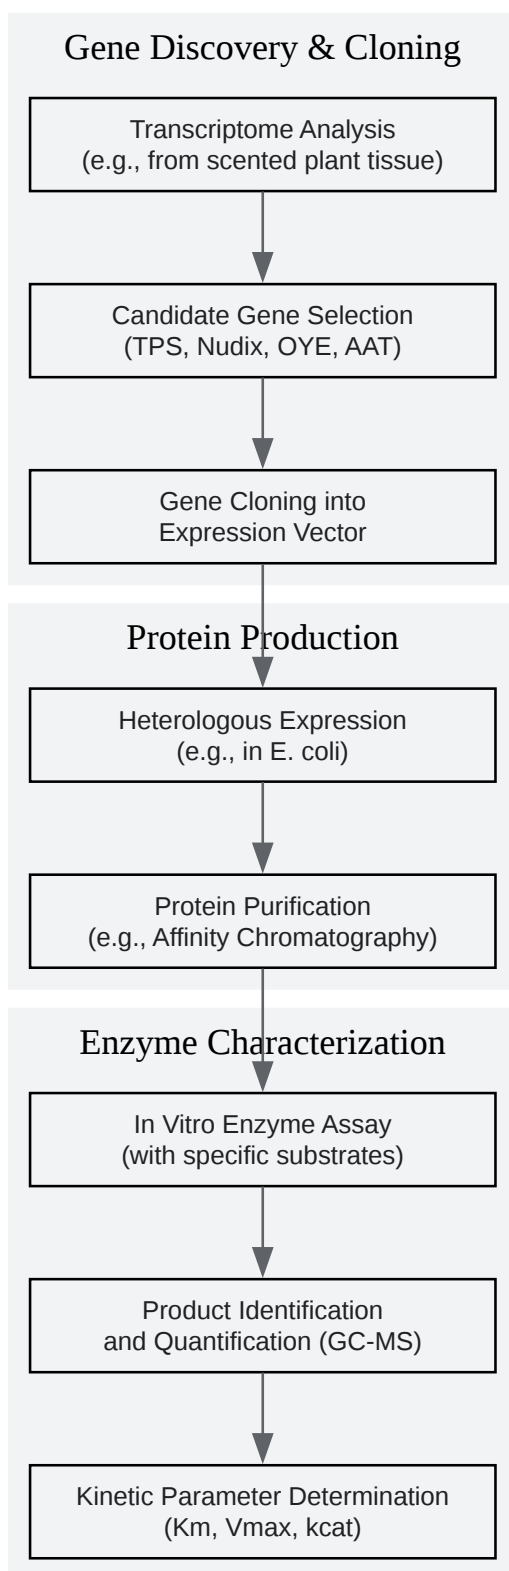 Gene Discovery & Cloning
Transcriptome Analysis
(e.g., from scented plant tissue)
Candidate Gene Selection
(TPS, Nudix, OYE, AAT)
Gene Cloning into
Expression Vector
Protein Production
Heterologous Expression
(e.g., in E. coli)
Protein Purification
(e.g., Affinity Chromatography)
Enzyme Characterization
In Vitro Enzyme Assay
(with specific substrates)
Product Identification
and Quantification (GC-MS)
Kinetic Parameter Determination
(Km, Vmax, kcat)